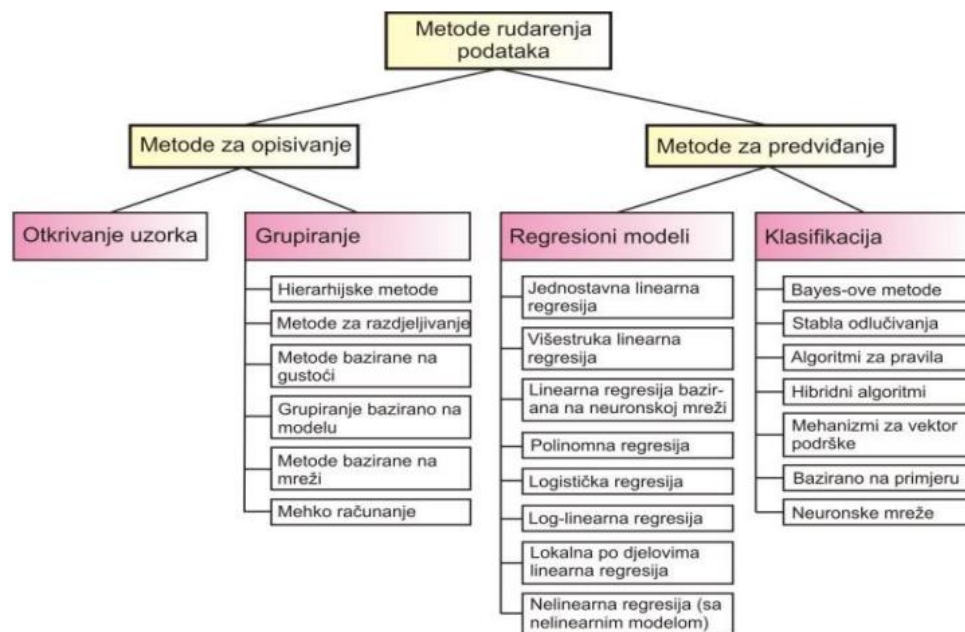 Metode rudarenja
podataka
Metode za opisivanje
Metode za predviđanje
Otkrivanje uzorka
Grupiranje
Hierarhijske metode
Metode za razdjeljivanje
Metode bazirane na
gustoći
Grupiranje bazirano na
modelu
Metode bazirane na
mreži
Mehko računanje
Regresioni modeli
Jednostavna linearna
regresija
Višestruka linearna
regresija
Linearna regresija bazir-
ana na neuronskoj mreži
Polinomna regresija
Logistička regresija
Log-linearna regresija
Lokalna po djelovima
linearna regresija
Nelinearna regresija (sa
nelinearnim modelom)
Klasifikacija
Bayes-ove metode
Stabla odlučivanja
Algoritmi za pravila
Hibridni algoritmi
Mehanizmi za vektor
podrške
Bazirano na primjeru
Neuronske mreže